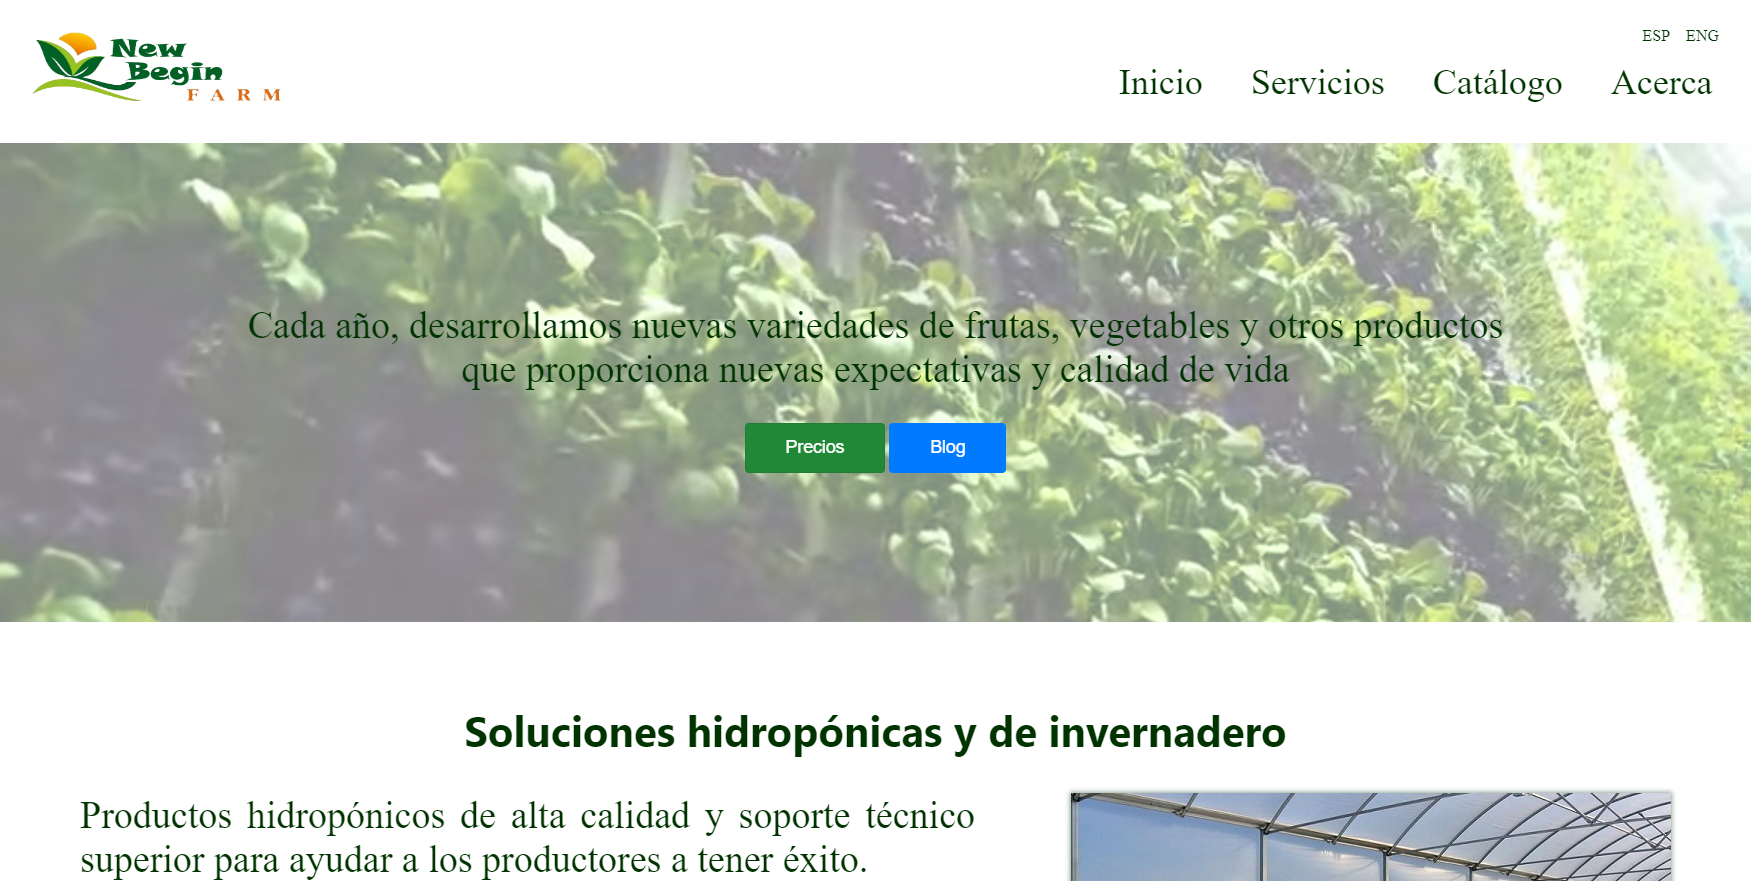 New
Begin
FARM
ESP ENG
Inicio Servicios Catálogo Acerca
Cada año, desarrollamos nuevas variedades de frutas, vegetables y otros productos
que proporciona nuevas expectativas y calidad de vida
Precios Blog
Soluciones hidropónicas y de invernadero
Productos hidropónicos de alta calidad y soporte técnico
superior para ayudar a los productores a tener éxito.